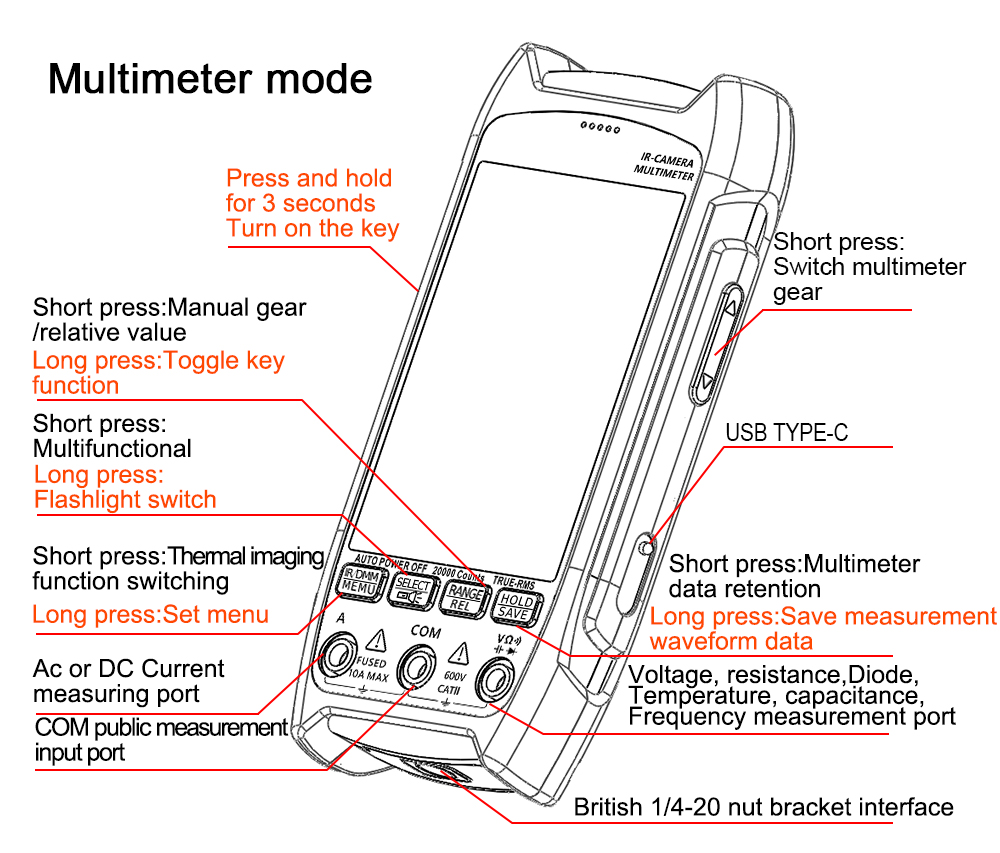 Multimeter mode
IR-CAMERA
MULTIMETER
Press and hold
for 3 seconds
Turn on the key
Short press:
Switch multimeter
gear
Short press:Manual gear
/relative value
Long press:Toggle key
function
Short press:
Multifunctional
Long press:
Flashlight switch
USB TYPE-C
Short press:Thermal imaging
function switching
Long press:Set menu
AUTO POWER OFF 20000 Counts TRUE-RMS
IR.DMM
MEMU
SELECT
RANGE
REL
HOLD
SAVE
Short press:Multimeter
data retention
Long press:Save measurement
waveform data
A
COM
VΩ
FUSED
10A MAX
600V
CATII
Ac or DC Current
measuring port
COM public measurement
input port
Voltage, resistance,Diode,
Temperature, capacitance,
Frequency measurement port
British 1/4-20 nut bracket interface